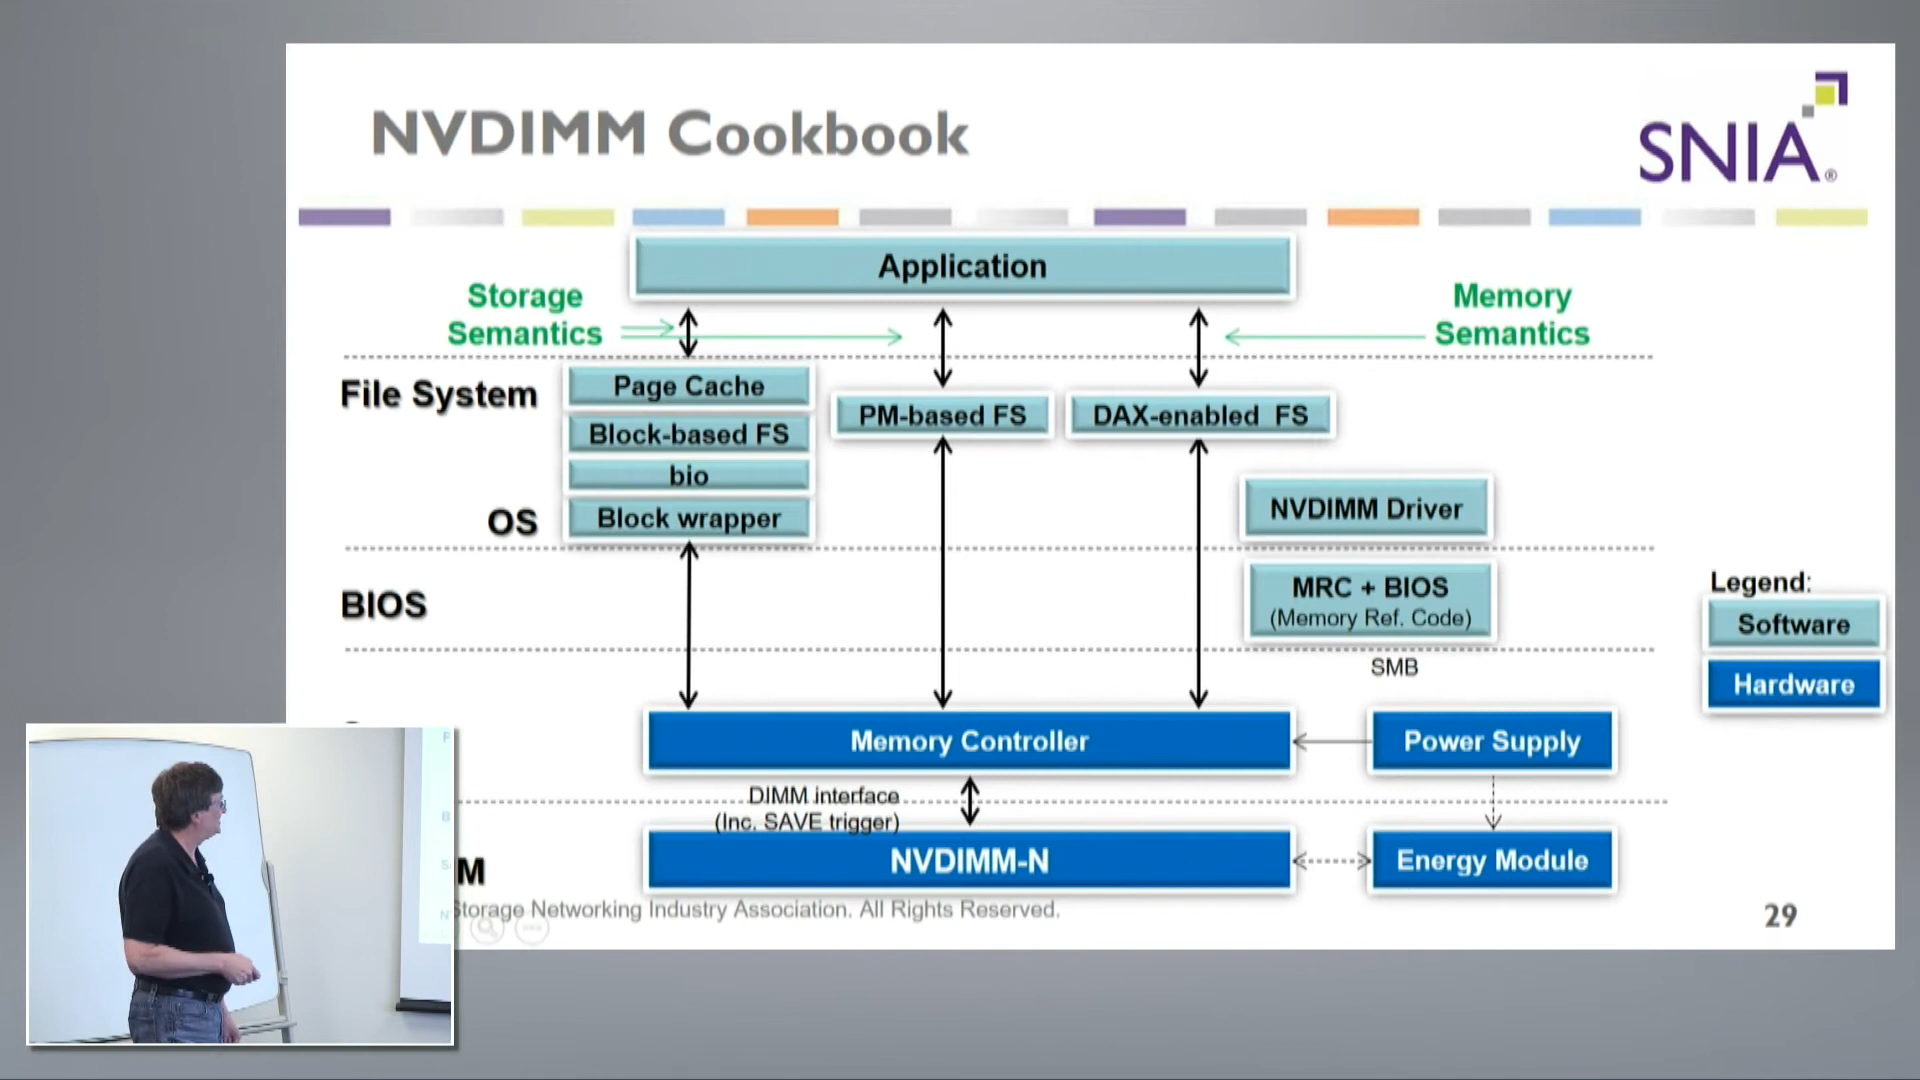 NVDIMM Cookbook
SNIA®
Application
Storage
Semantics
Memory
Semantics
File System
Page Cache
PM-based FS
DAX-enabled FS
Block-based FS
bio
OS
Block wrapper
NVDIMM Driver
BIOS
MRC + BIOS
(Memory Ref. Code)
Legend:
Software
Hardware
SMB
Memory Controller
Power Supply
DIMM interface
(Inc. SAVE trigger)
M
NVDIMM-N
Energy Module
Storage Networking Industry Association. All Rights Reserved.
29
F
B
S
N